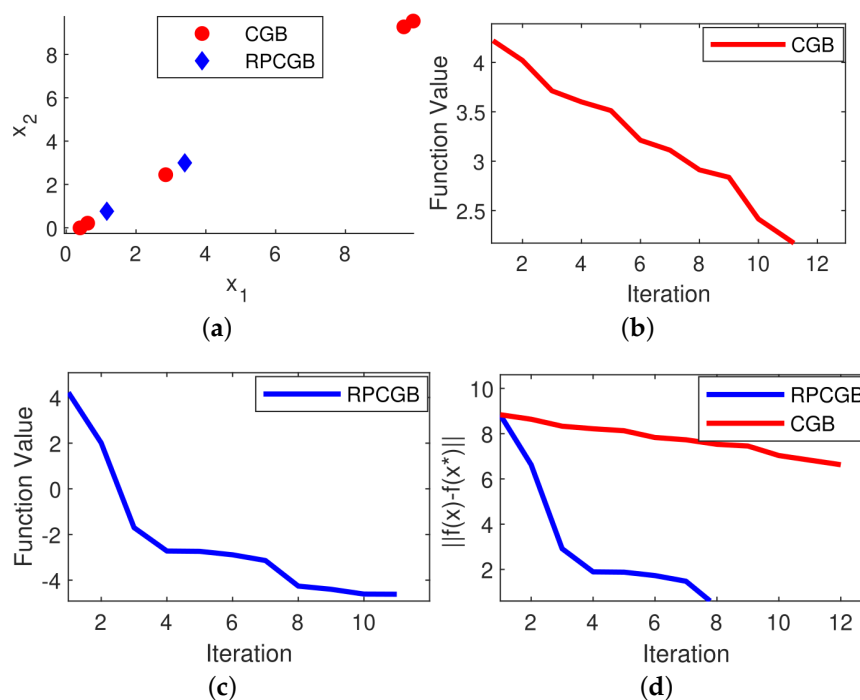 CGB
RPCGB
x_2
8
6
4
2
0
0 2 4 6 8
x_1
(a)
CGB
Function Value
4
3.5
3
2.5
2 4 6 8 10 12
Iteration
(b)
RPCGB
Function Value
4
2
0
-2
-4
2 4 6 8 10
Iteration
(c)
RPCGB
CGB
||f(x)-f(x*)||
10
8
6
4
2
2 4 6 8 10 12
Iteration
(d)